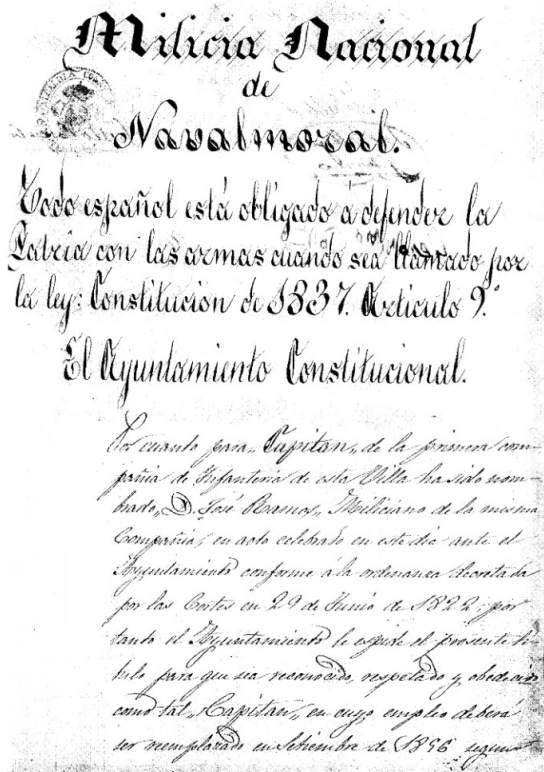 Milicia Nacional
de
Navalmoral.
Todo español está obligado a defender la
Patria con las armas cuando sea llamado por
la ley: Constitucion de 1837. Articulo 9.º
El Ayuntamiento Constitucional.
Por cuanto para „Capitan„ de la primera com-
pañia de Infanteria de esta Villa ha sido nom-
brado„ D. José Ramos„ Miliciano de la misma
Compañia, en acto celebrado en este dia ante el
Ayuntamiento conforme á la ordenanza decretada
por las Cortes en 29 de Junio de 1822; por
tanto el Ayuntamiento le espide el presente tí-
tulo para que sea reconocido, respetado y obedecido
como tal „Capitan„ en cuyo empleo deberá
ser reemplazado en Setiembre de 1856 segun